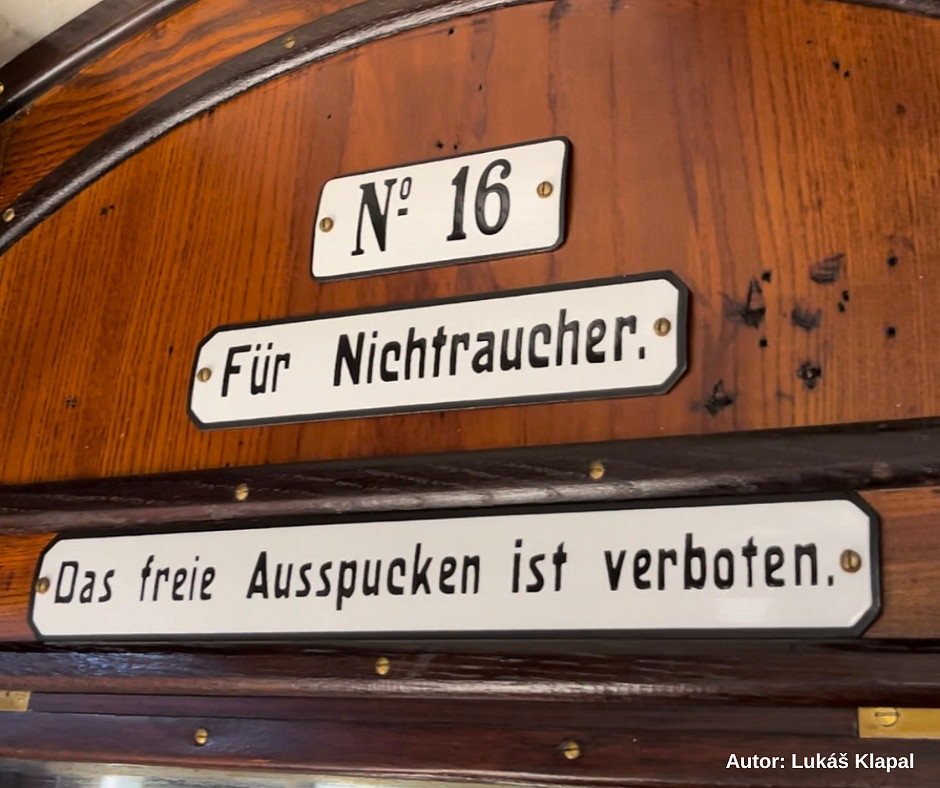 Nº 16
Für Nichtraucher.
Das freie Ausspucken ist verboten.
Autor: Lukáš Klapal